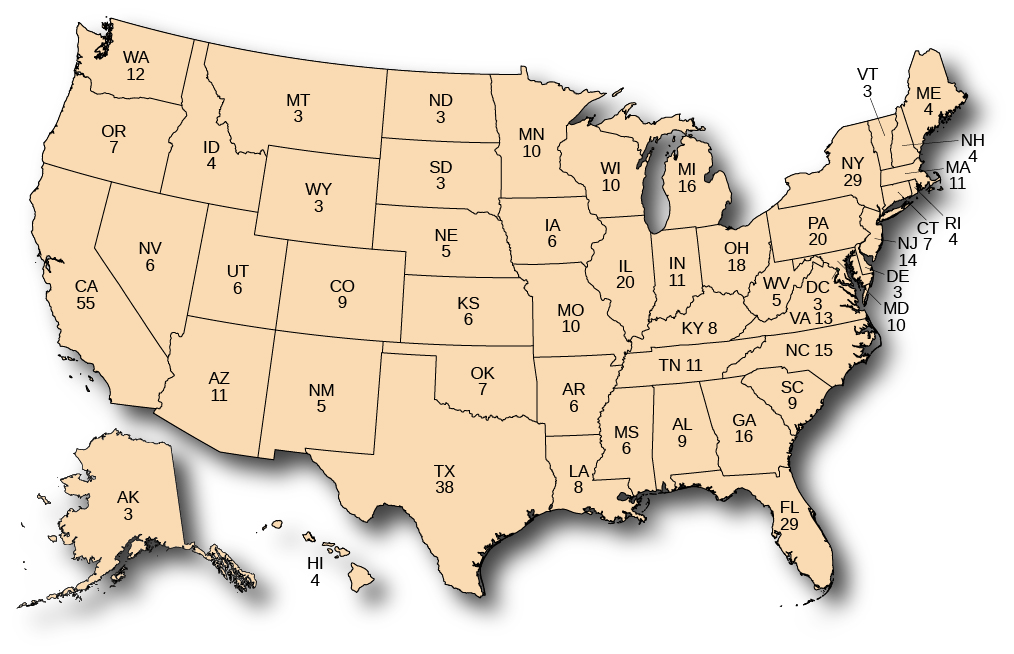 WA
12
OR
7
CA
55
ID
4
NV
6
MT
3
WY
3
UT
6
AZ
11
CO
9
NM
5
ND
3
SD
3
NE
5
KS
6
OK
7
TX
38
MN
10
IA
6
MO
10
AR
6
LA
8
WI
10
IL
20
MI
16
IN
11
OH
18
KY 8
TN 11
MS
6
AL
9
GA
16
FL
29
SC
9
NC 15
VA 13
WV
5
DC
3
PA
20
NY
29
VT
3
ME
4
NH
4
MA
11
RI
4
CT
7
NJ
14
DE
3
MD
10
AK
3
HI
4